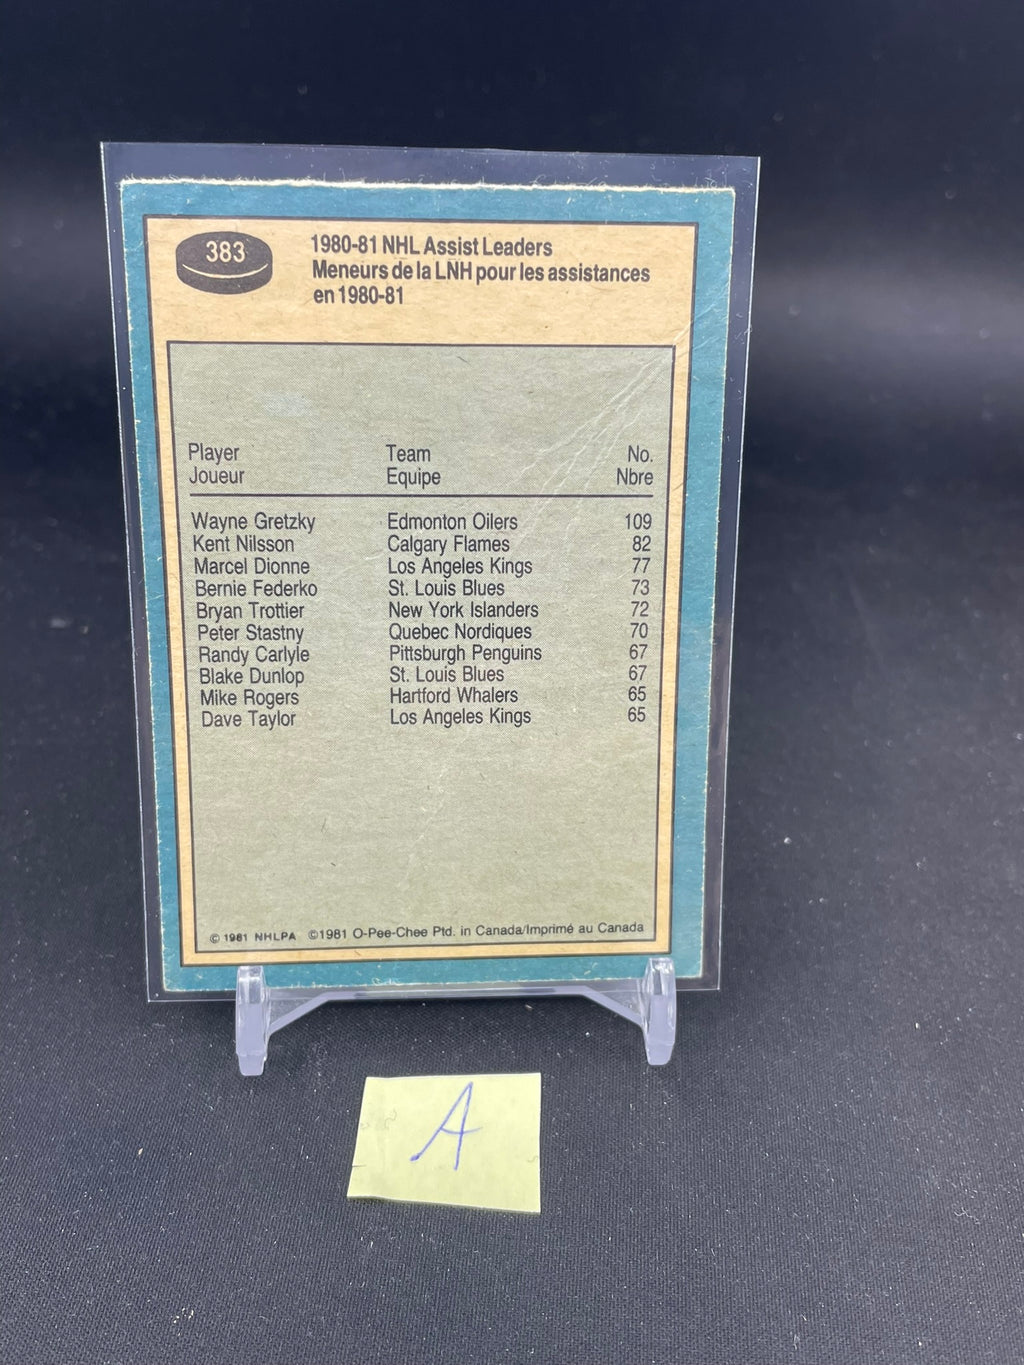 383
1980-81 NHL Assist Leaders
Meneurs de la LNH pour les assistances
en 1980-81
Player Team No.
Joueur Equipe Nbre
Wayne Gretzky Edmonton Oilers 109
Kent Nilsson Calgary Flames 82
Marcel Dionne Los Angeles Kings 77
Bernie Federko St. Louis Blues 73
Bryan Trottier New York Islanders 72
Peter Stastny Quebec Nordiques 70
Randy Carlyle Pittsburgh Penguins 67
Blake Dunlop St. Louis Blues 67
Mike Rogers Hartford Whalers 65
Dave Taylor Los Angeles Kings 65
© 1981 NHLPA ©1981 O-Pee-Chee Ptd. in Canada/Imprimé au Canada
A